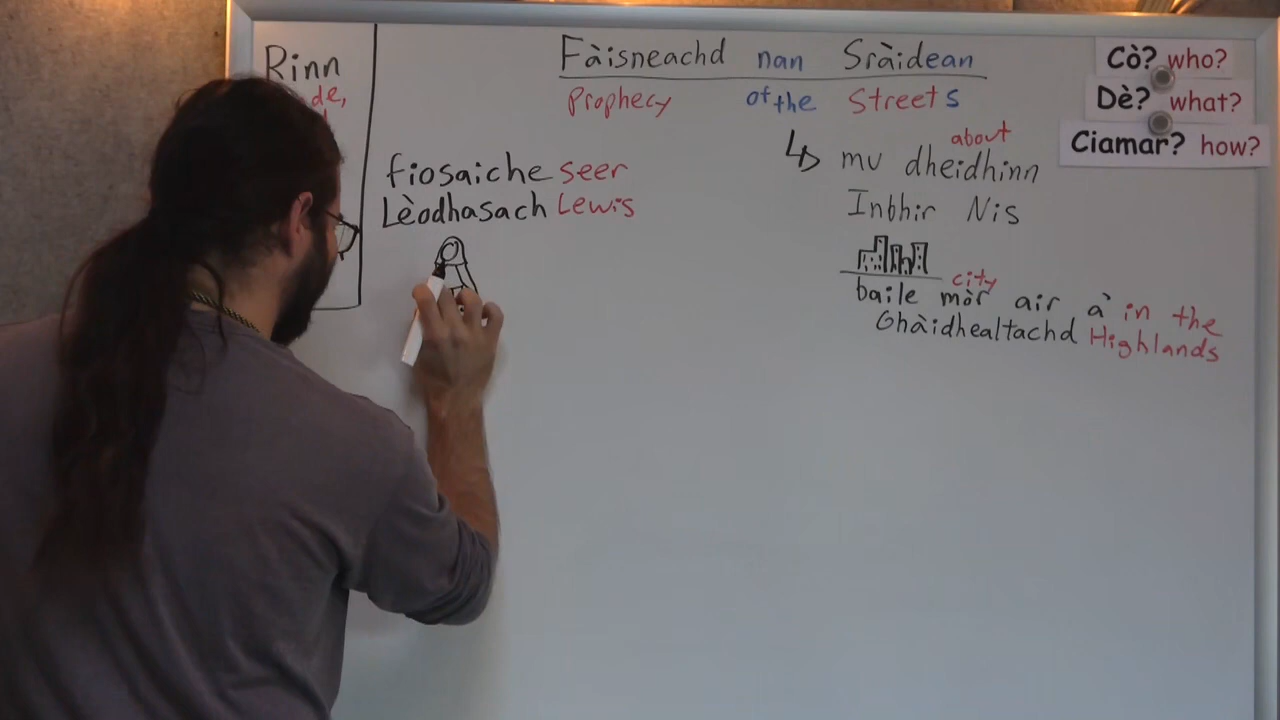 Rinn
de,
Fàisneachd nan Sràidean
Prophecy of the Streets
fiosaiche seer
Lèodhasach Lewis
about
mu dheidhinn
Inbhir Nis
city
baile mòr air a' in the
Ghàidhealtachd Highlands
Cò? who?
Dè? what?
Ciamar? how?